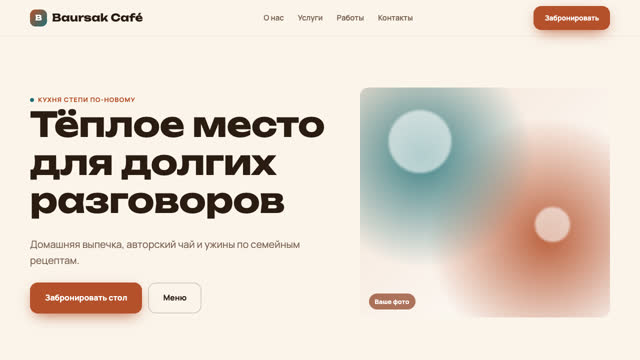 B Baursak Café
О нас Услуги Работы Контакты
Забронировать
КУХНЯ СТЕПИ ПО-НОВОМУ
Тёплое место
для долгих
разговоров
Домашняя выпечка, авторский чай и ужины по семейным
рецептам.
Забронировать стол
Меню
Ваше фото